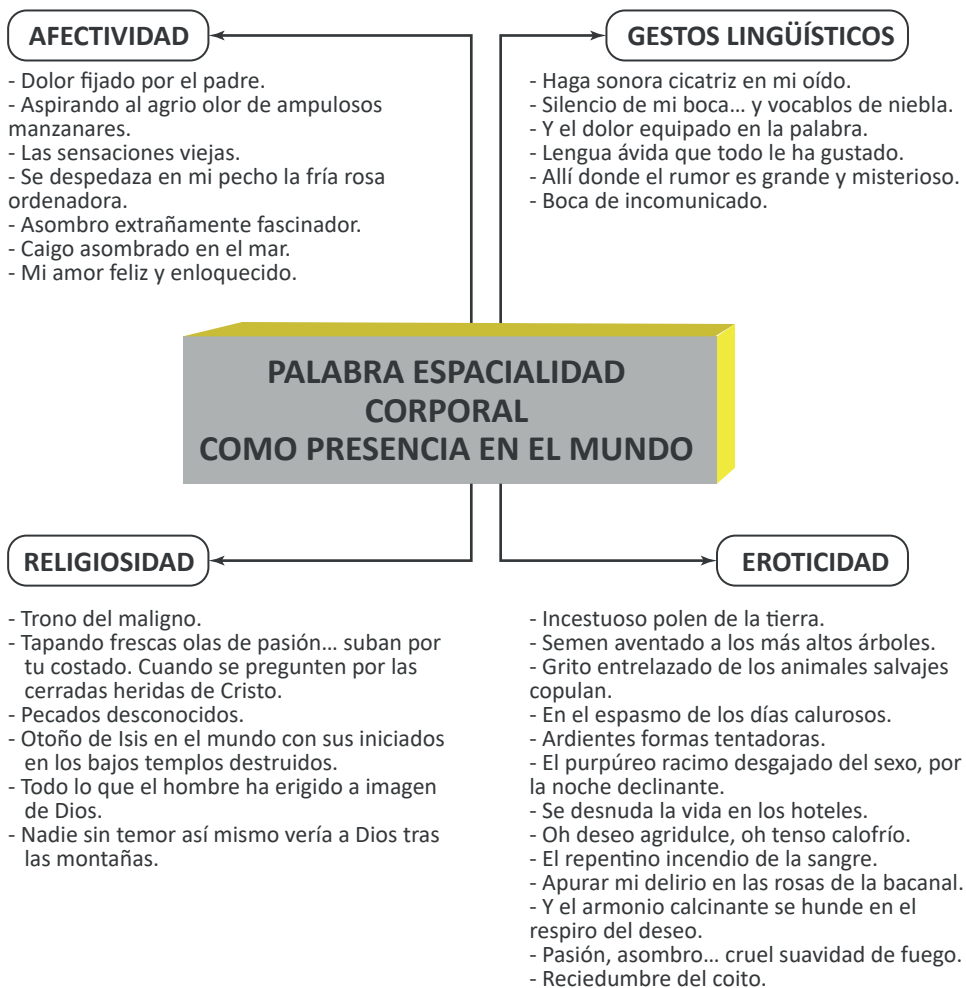 AFECTIVIDAD
- Dolor fijado por el padre.
- Aspirando al agrio olor de ampulosos
manzanares.
- Las sensaciones viejas.
- Se despedaza en mi pecho la fría rosa
ordenadora.
- Asombro extrañamente fascinador.
- Caigo asombrado en el mar.
- Mi amor feliz y enloquecido.
GESTOS LINGÜÍSTICOS
- Haga sonora cicatriz en mi oído.
- Silencio de mi boca... y vocablos de niebla.
- Y el dolor equipado en la palabra.
- Lengua ávida que todo le ha gustado.
- Allí donde el rumor es grande y misterioso.
- Boca de incomunicado.
PALABRA ESPACIALIDAD
CORPORAL
COMO PRESENCIA EN EL MUNDO
RELIGIOSIDAD
- Trono del maligno.
- Tapando frescas olas de pasión... suban por
tu costado. Cuando se pregunten por las
cerradas heridas de Cristo.
- Pecados desconocidos.
- Otoño de Isis en el mundo con sus iniciados
en los bajos templos destruidos.
- Todo lo que el hombre ha erigido a imagen
de Dios.
- Nadie sin temor así mismo vería a Dios tras
las montañas.
EROTICIDAD
- Incestuoso polen de la tierra.
- Semen aventado a los más altos árboles.
- Grito entrelazado de los animales salvajes
copulan.
- En el espasmo de los días calurosos.
- Ardientes formas tentadoras.
- El purpúreo racimo desgajado del sexo, por
la noche declinante.
- Se desnuda la vida en los hoteles.
- Oh deseo agridulce, oh tenso calofrío.
- El repentino incendio de la sangre.
- Apurar mi delirio en las rosas de la bacanal.
- Y el armonio calcinante se hunde en el
respiro del deseo.
- Pasión, asombro... cruel suavidad de fuego.
- Reciedumbre del coito.